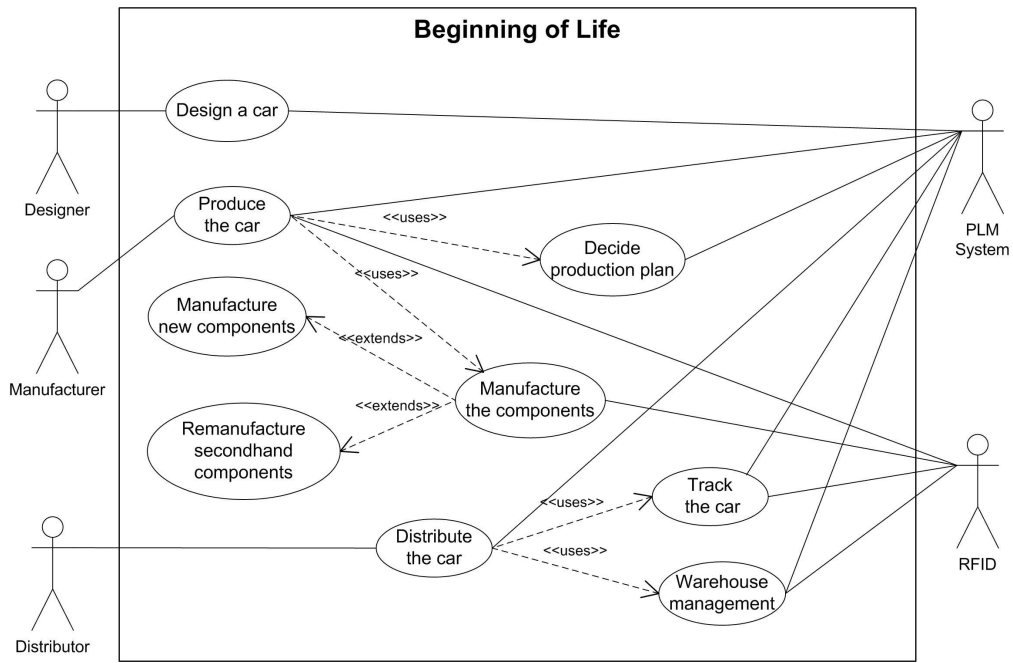 Beginning of Life
Design a car
Designer
Produce
the car
<<uses>>
Decide
production plan
PLM
System
<<uses>>
Manufacture
new components
<<extends>>
Manufacturer
Manufacture
the components
<<extends>>
Remanufacture
secondhand
components
Track
the car
<<uses>>
Distribute
the car
<<uses>>
RFID
Warehouse
management
Distributor